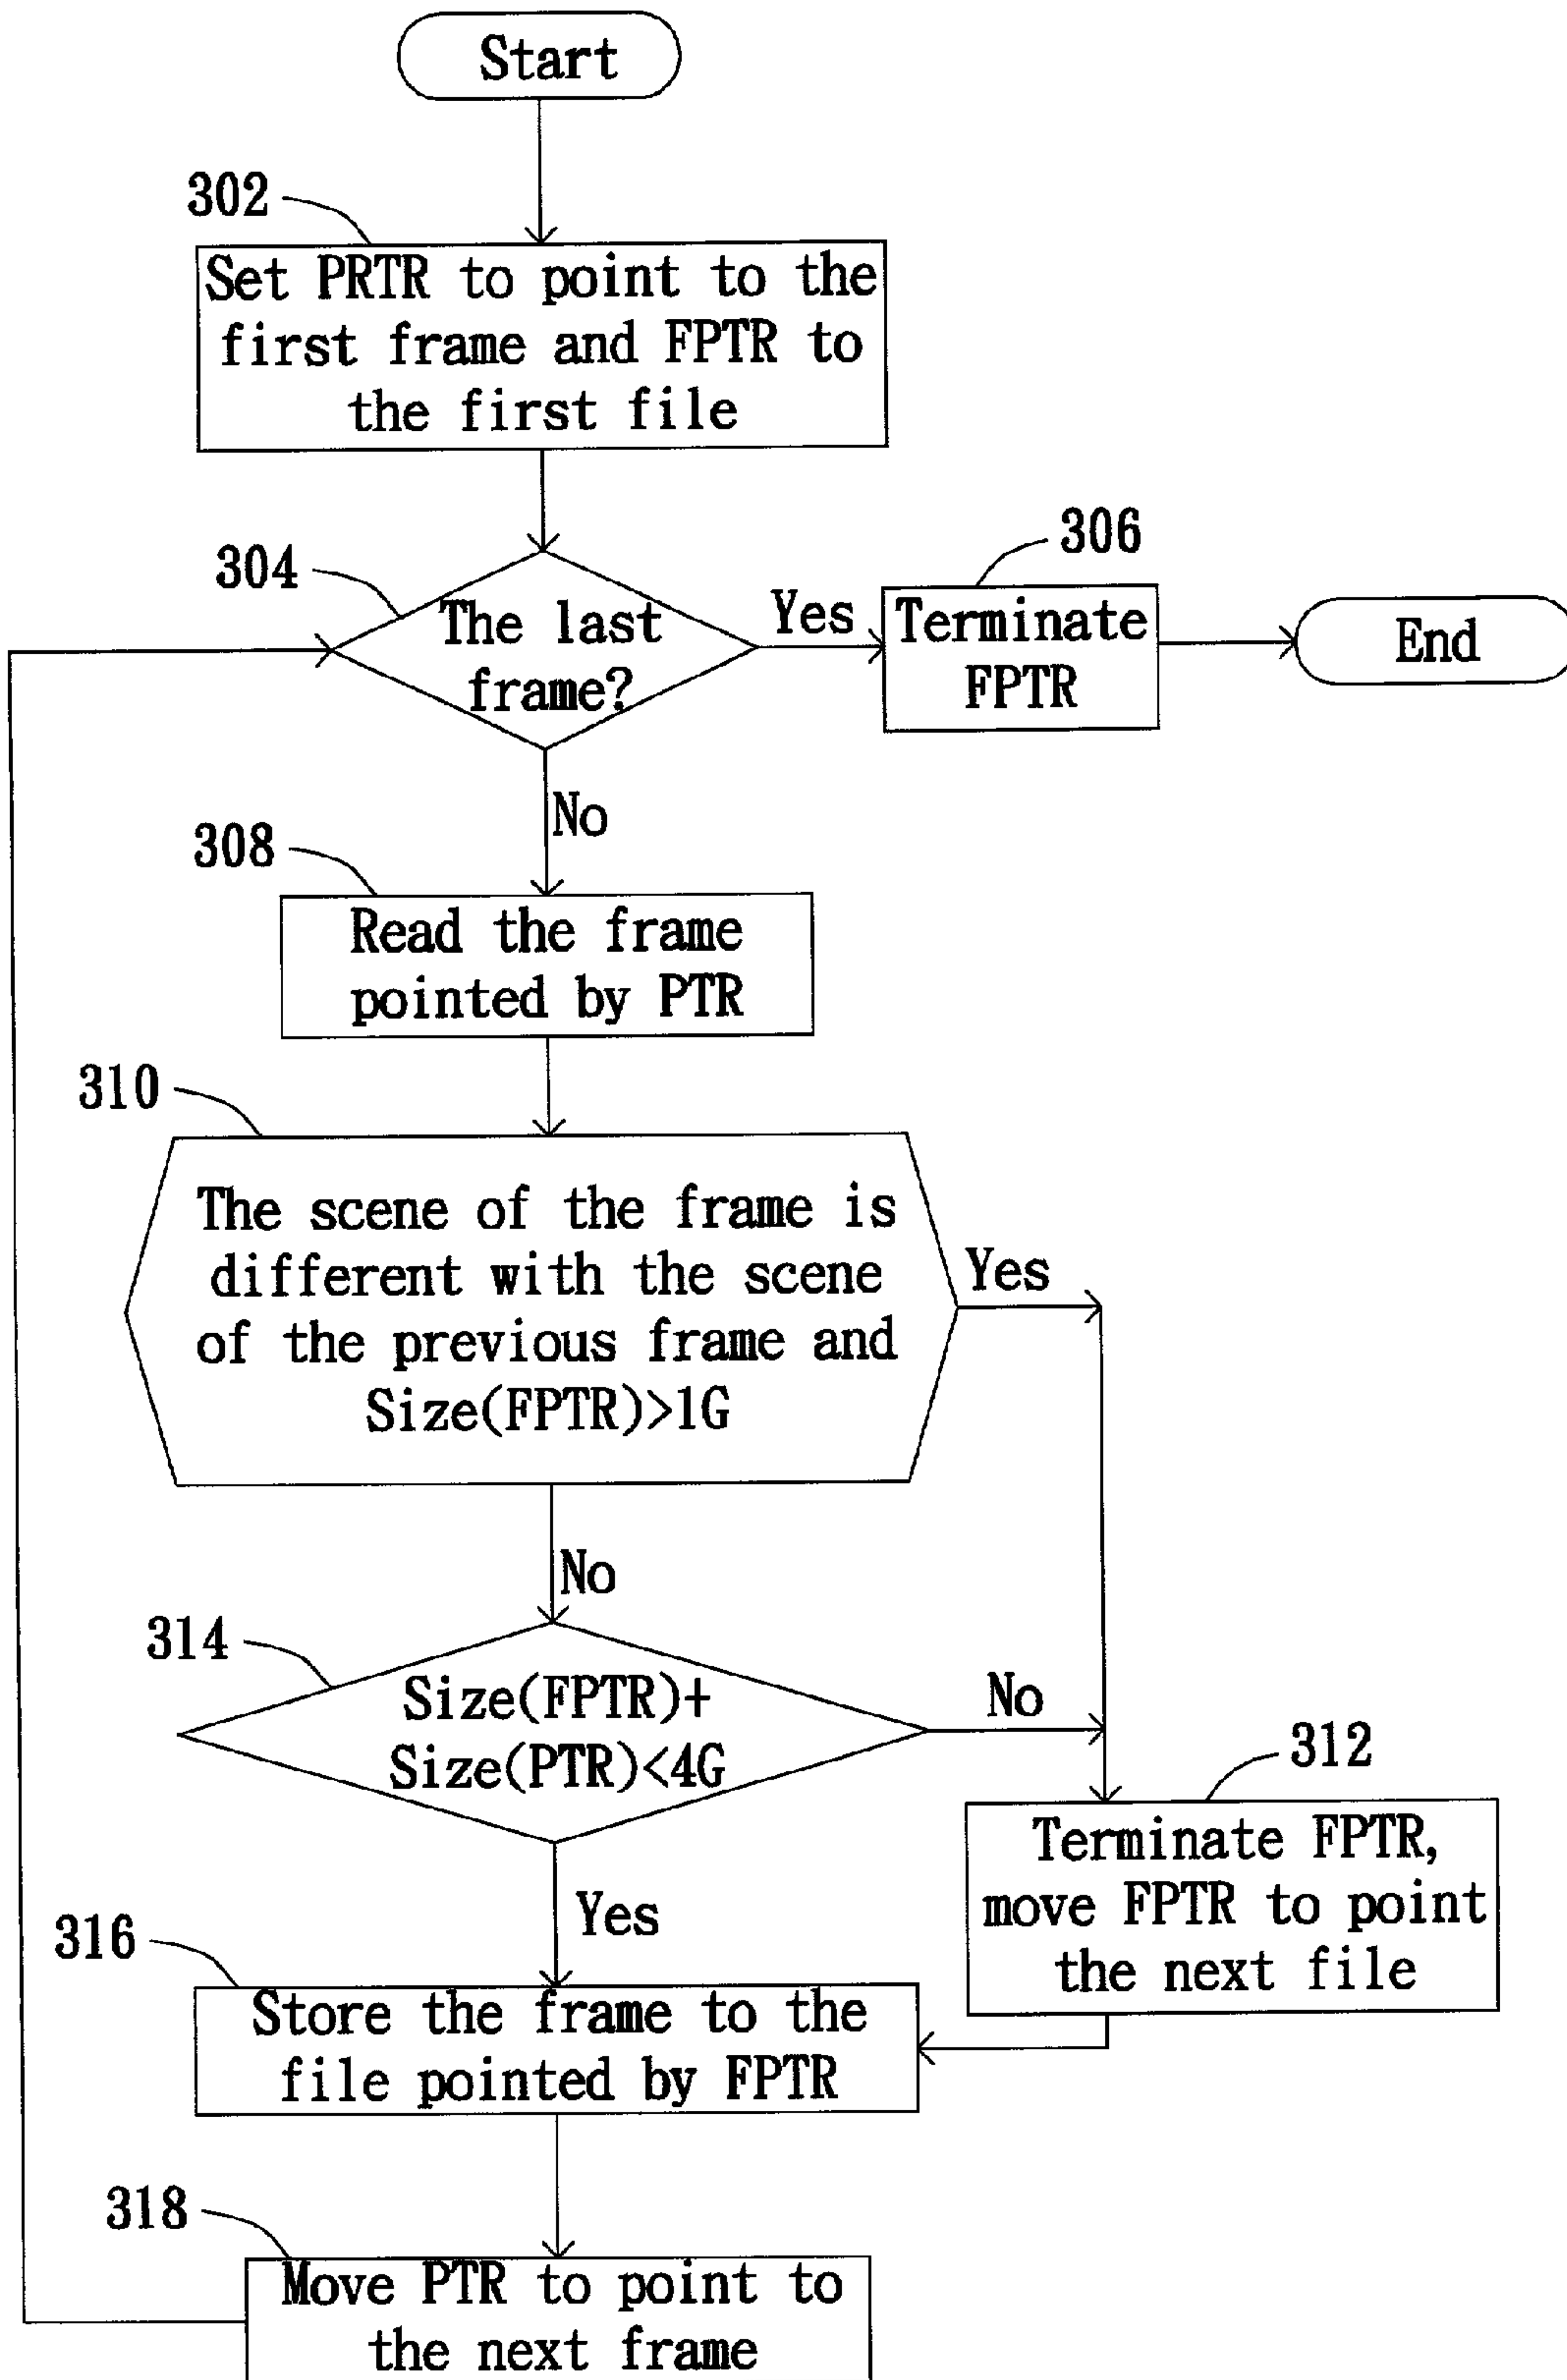 Start
302
Set PRTR to point to the
first frame and FPTR to
the first file
304
The last
frame?
Yes
306
Terminate
FPTR
End
No
308
Read the frame
pointed by PTR
310
The scene of the frame is
different with the scene
of the previous frame and
Size(FPTR)>1G
Yes
No
314
Size(FPTR)+
Size(PTR)<4G
No
312
Terminate FPTR,
move FPTR to point
the next file
Yes
316
Store the frame to the
file pointed by FPTR
318
Move PTR to point to
the next frame